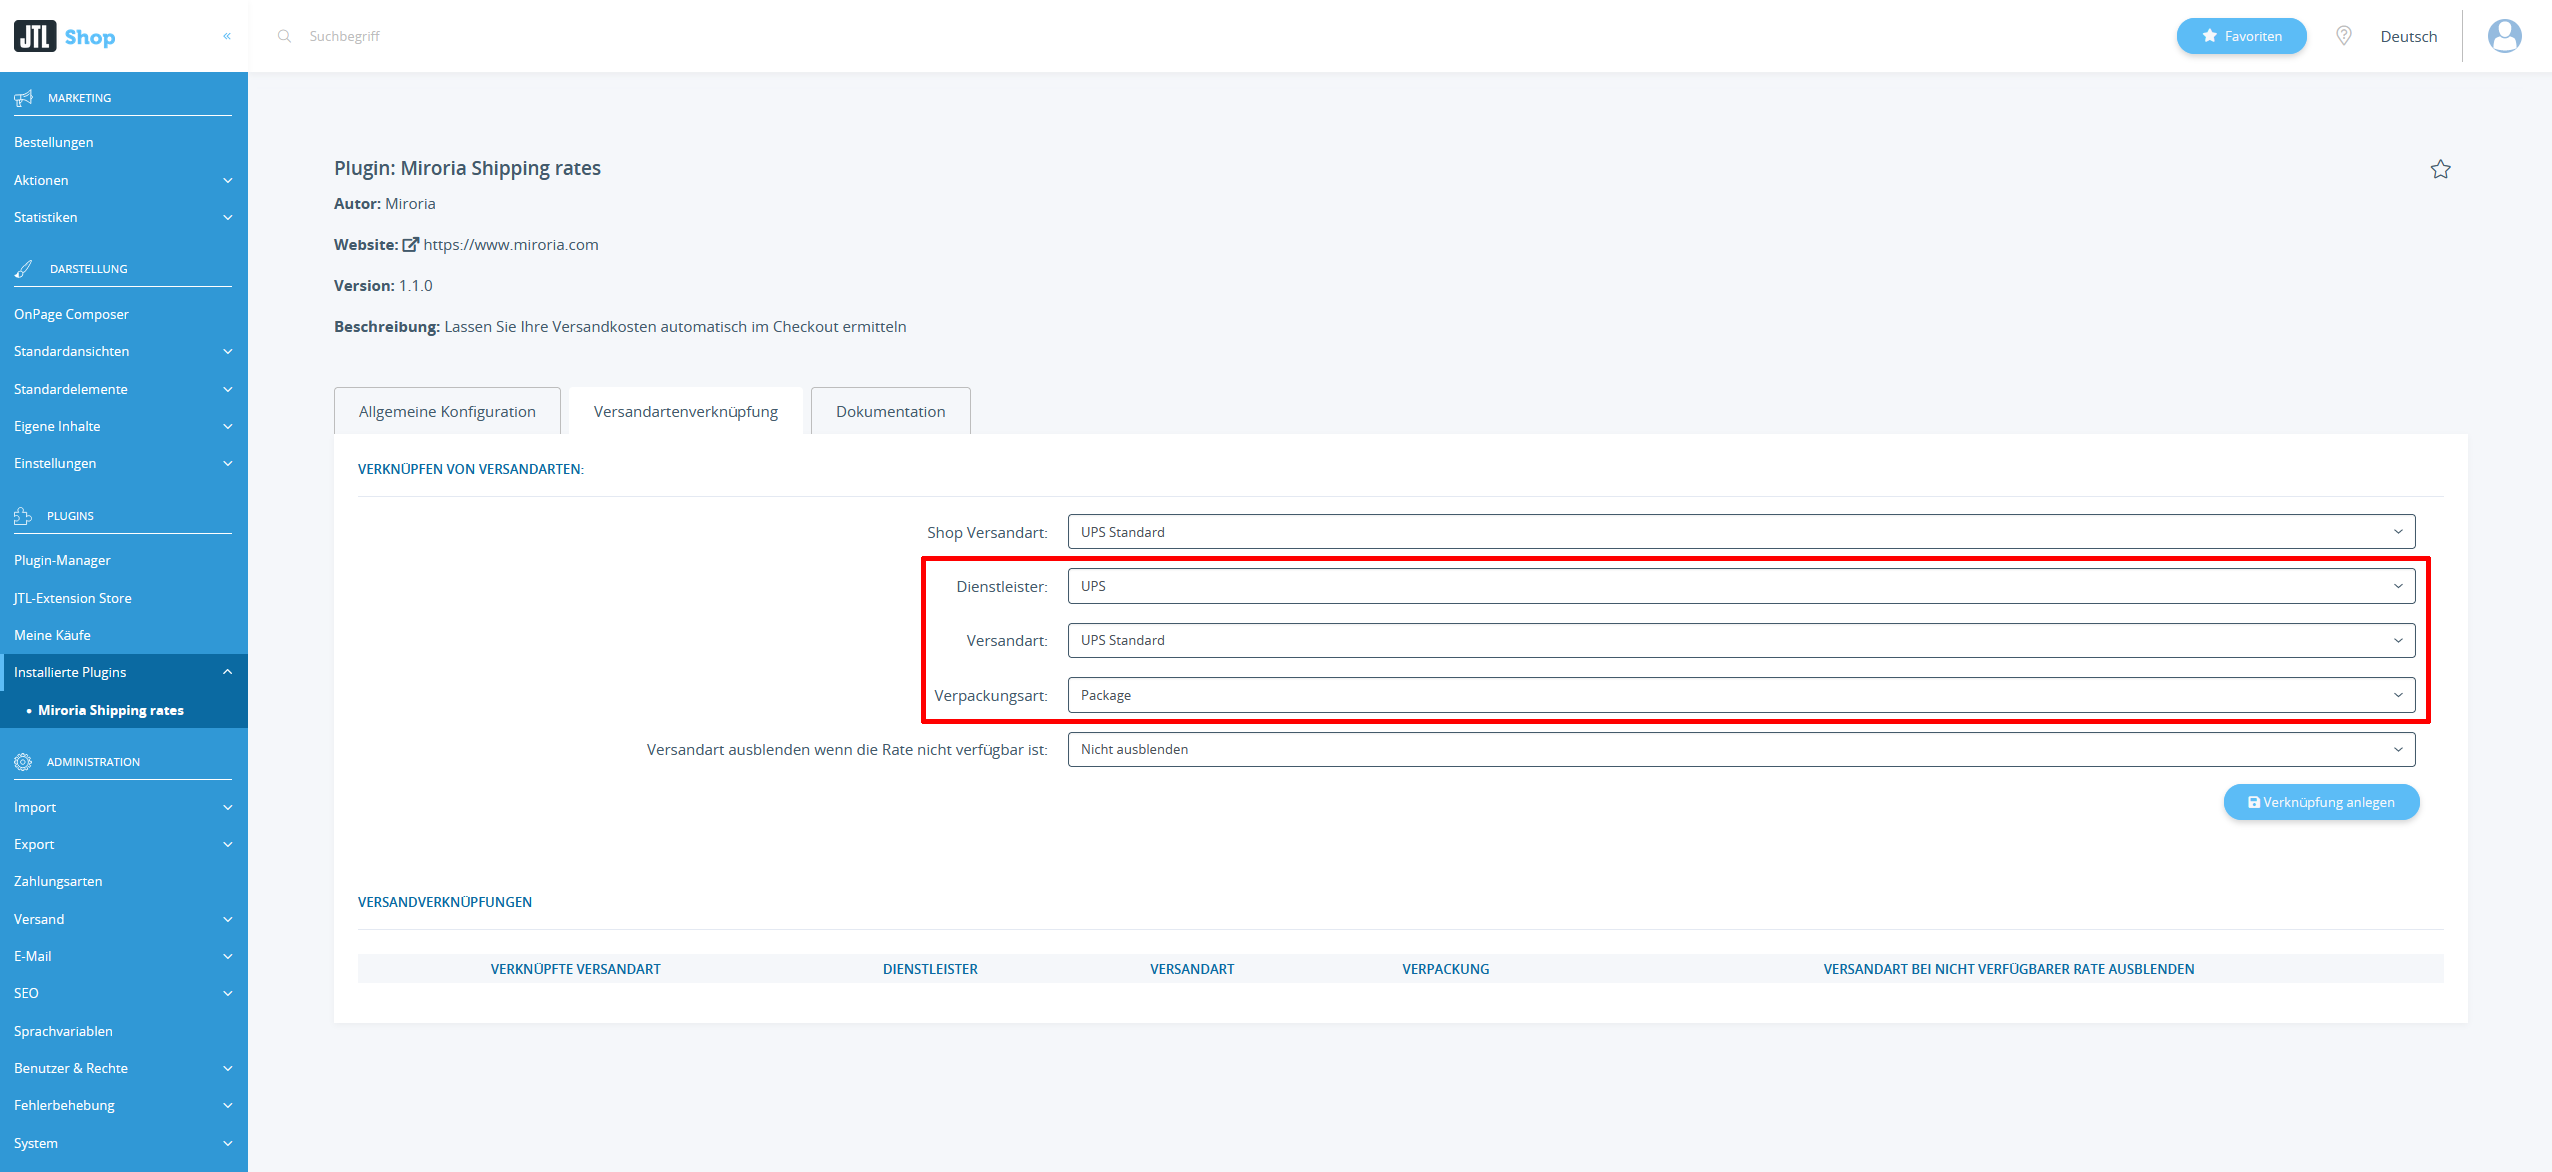 JTL Shop
«
Suchbegriff
Favoriten
Deutsch
MARKETING
Bestellungen
Aktionen
Statistiken
DARSTELLUNG
OnPage Composer
Standardansichten
Standardelemente
Eigene Inhalte
Einstellungen
PLUGINS
Plugin-Manager
JTL-Extension Store
Meine Käufe
Installierte Plugins
• Miroria Shipping rates
ADMINISTRATION
Import
Export
Zahlungsarten
Versand
E-Mail
SEO
Sprachvariablen
Benutzer & Rechte
Fehlerbehebung
System
Plugin: Miroria Shipping rates
Autor: Miroria
Website: https://www.miroria.com
Version: 1.1.0
Beschreibung: Lassen Sie Ihre Versandkosten automatisch im Checkout ermitteln
Allgemeine Konfiguration
Versandartenverknüpfung
Dokumentation
VERKNÜPFEN VON VERSANDARTEN:
Shop Versandart: UPS Standard
Dienstleister: UPS
Versandart: UPS Standard
Verpackungsart: Package
Versandart ausblenden wenn die Rate nicht verfügbar ist: Nicht ausblenden
Verknüpfung anlegen
VERSANDVERKNÜPFUNGEN
VERKNÜPFTE VERSANDART DIENSTLEISTER VERSANDART VERPACKUNG VERSANDART BEI NICHT VERFÜGBARER RATE AUSBLENDEN